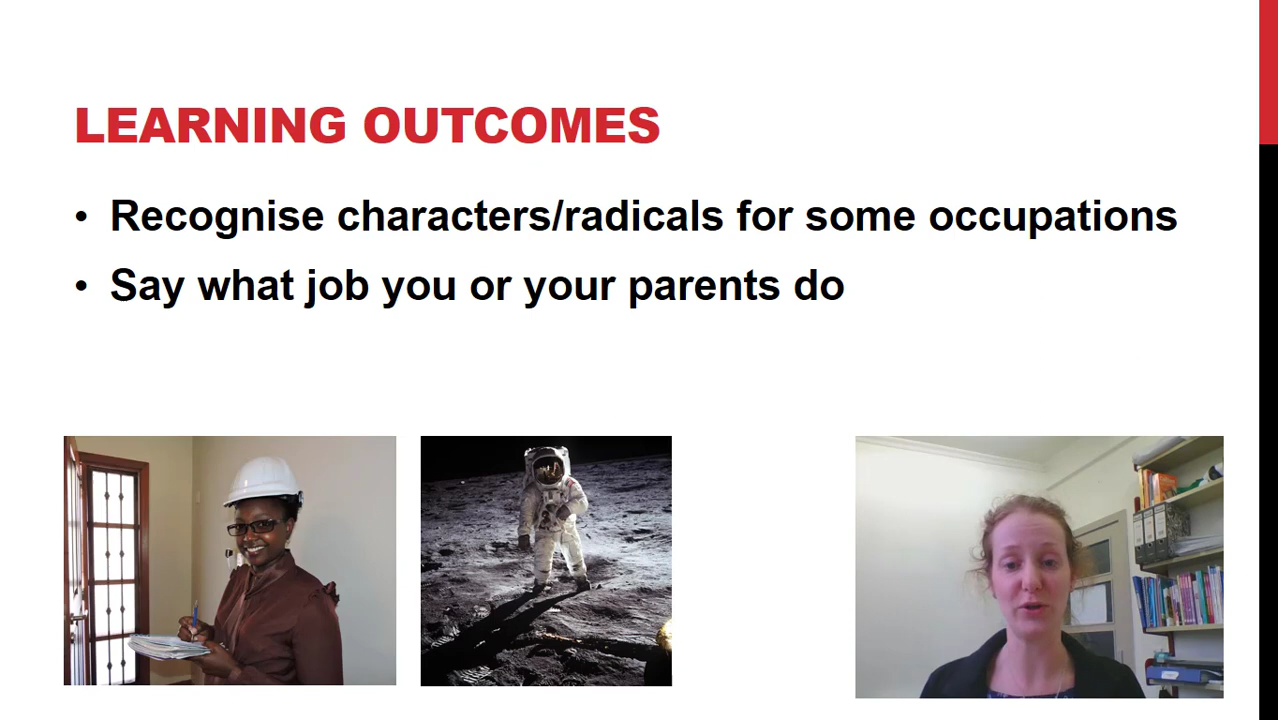 LEARNING OUTCOMES
• Recognise characters/radicals for some occupations
• Say what job you or your parents do